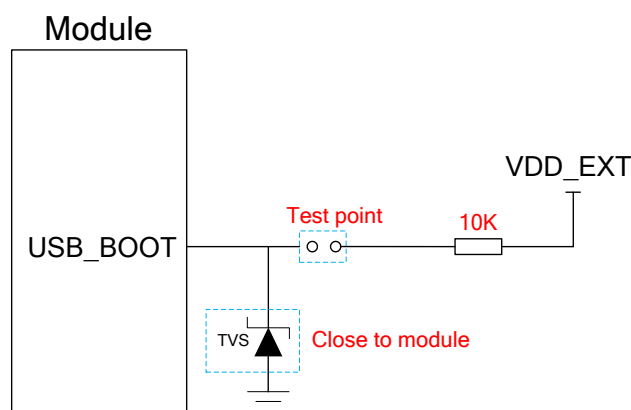 Module
VDD_EXT
Test point
10K
USB_BOOT
TVS
Close to module